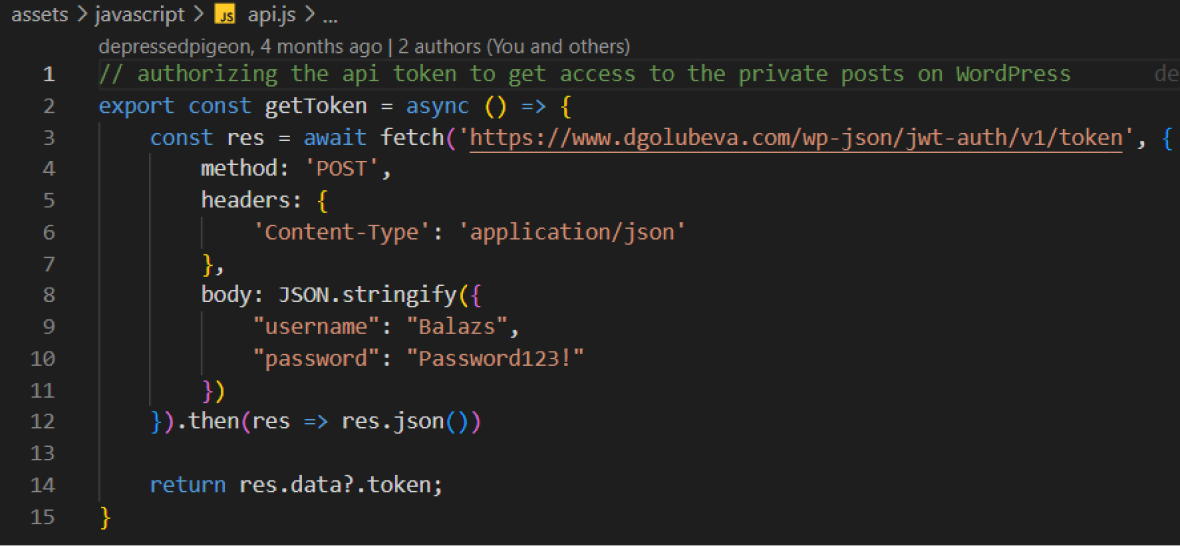 assets > javascript > JS api.js > ...
depressedpigeon, 4 months ago | 2 authors (You and others)
1 // authorizing the api token to get access to the private posts on WordPress de
2 export const getToken = async () => {
3 const res = await fetch('https://www.dgolubeva.com/wp-json/jwt-auth/v1/token', {
4 method: 'POST',
5 headers: {
6 'Content-Type': 'application/json'
7 },
8 body: JSON.stringify({
9 "username": "Balazs",
10 "password": "Password123!"
11 })
12 }).then(res => res.json())
13
14 return res.data?.token;
15 }